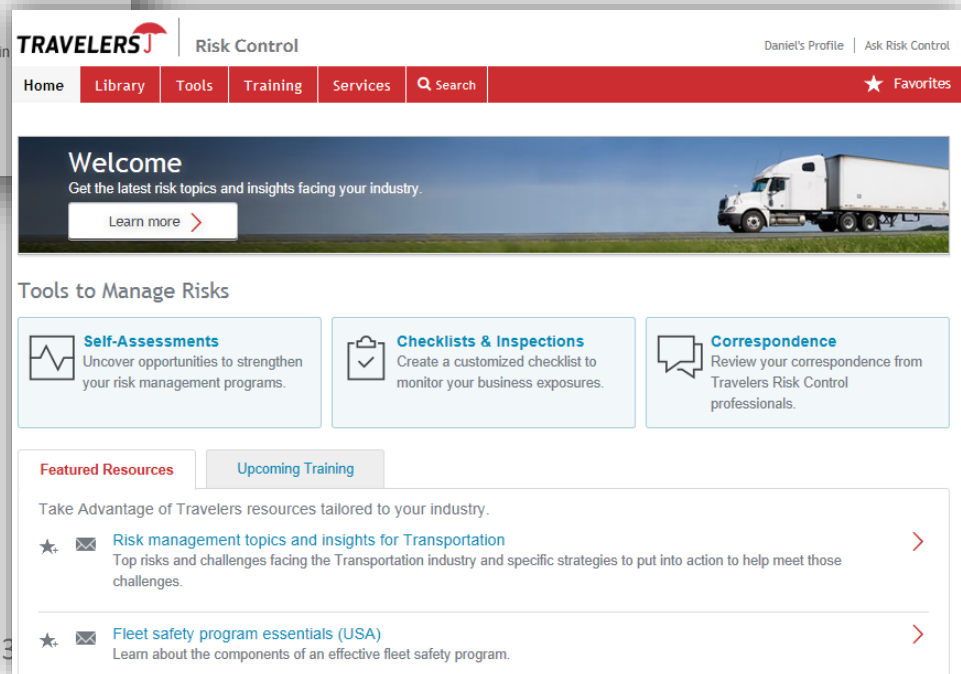 in
TRAVELERS
Risk Control
Daniel's Profile | Ask Risk Control
Home
Library
Tools
Training
Services
Search
Favorites
Welcome
Get the latest risk topics and insights facing your industry.
Learn more
Tools to Manage Risks
Self-Assessments
Uncover opportunities to strengthen
your risk management programs.
Checklists & Inspections
Create a customized checklist to
monitor your business exposures.
Correspondence
Review your correspondence from
Travelers Risk Control
professionals.
Featured Resources
Upcoming Training
Take Advantage of Travelers resources tailored to your industry.
Risk management topics and insights for Transportation
Top risks and challenges facing the Transportation industry and specific strategies to put into action to help meet those
challenges.
Fleet safety program essentials (USA)
Learn about the components of an effective fleet safety program.
3